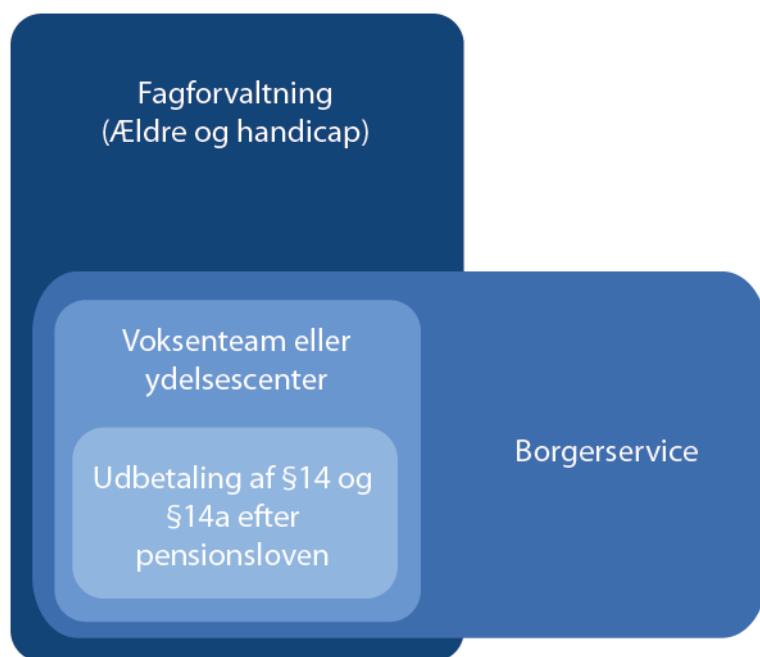 Fagforvaltning
(Ældre og handicap)
Voksenteam eller
ydelsescenter
Udbetaling af §14 og
§14a efter
pensionsloven
Borgerservice